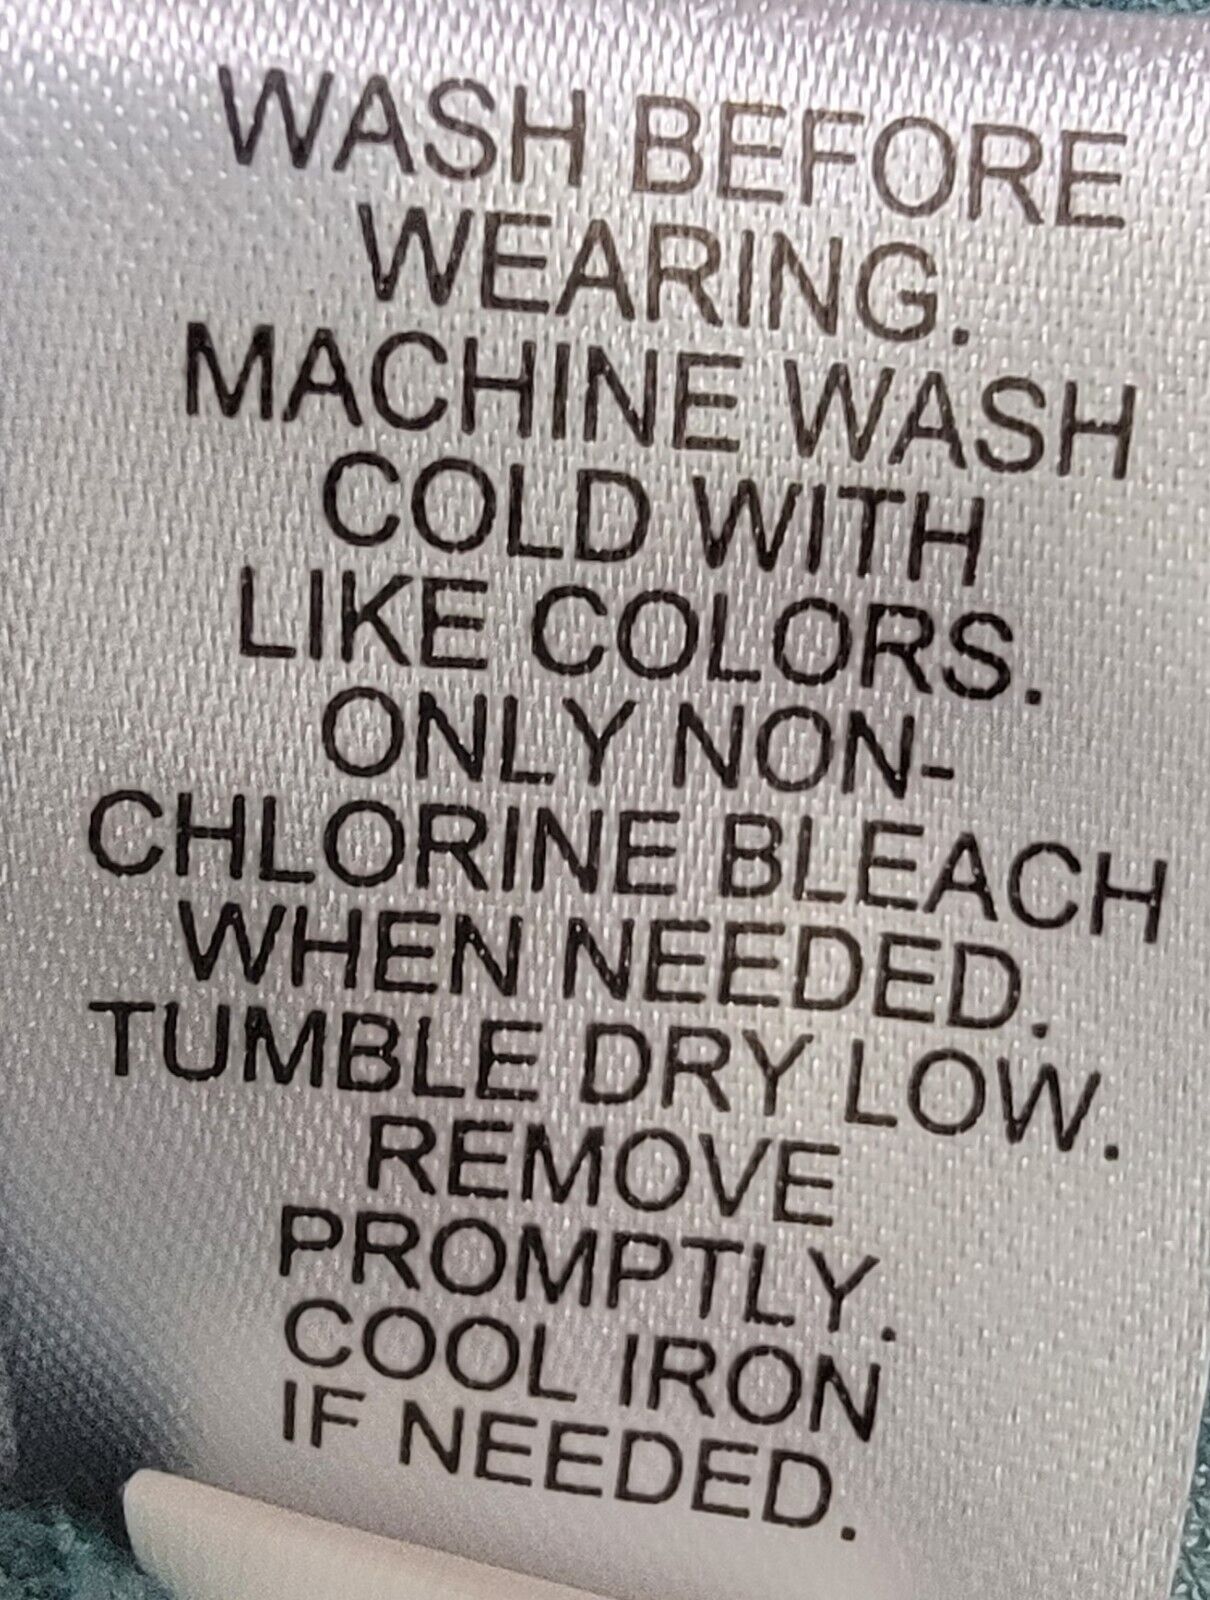 WASH BEFORE
WEARING.
MACHINE WASH
COLD WITH
LIKE COLORS.
ONLY NON-
CHLORINE BLEACH
WHEN NEEDED.
TUMBLE DRY LOW.
REMOVE
PROMPTLY.
COOL IRON
IF NEEDED.